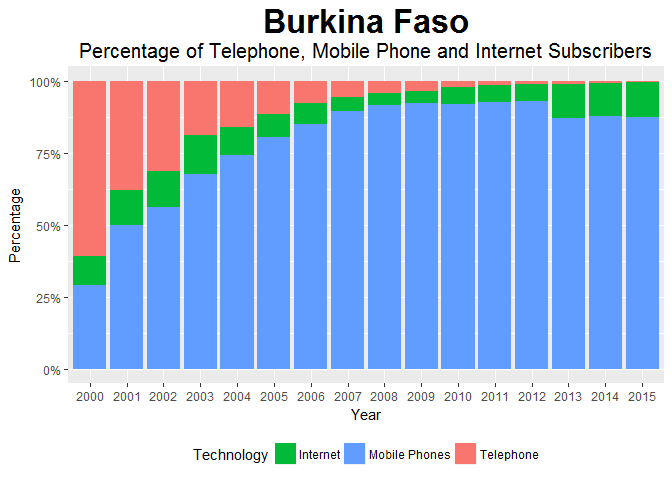 Burkina Faso
Percentage of Telephone, Mobile Phone and Internet Subscribers
100%
75%
50%
25%
0%
Percentage
2000 2001 2002 2003 2004 2005 2006 2007 2008 2009 2010 2011 2012 2013 2014 2015
Year
Technology Internet Mobile Phones Telephone